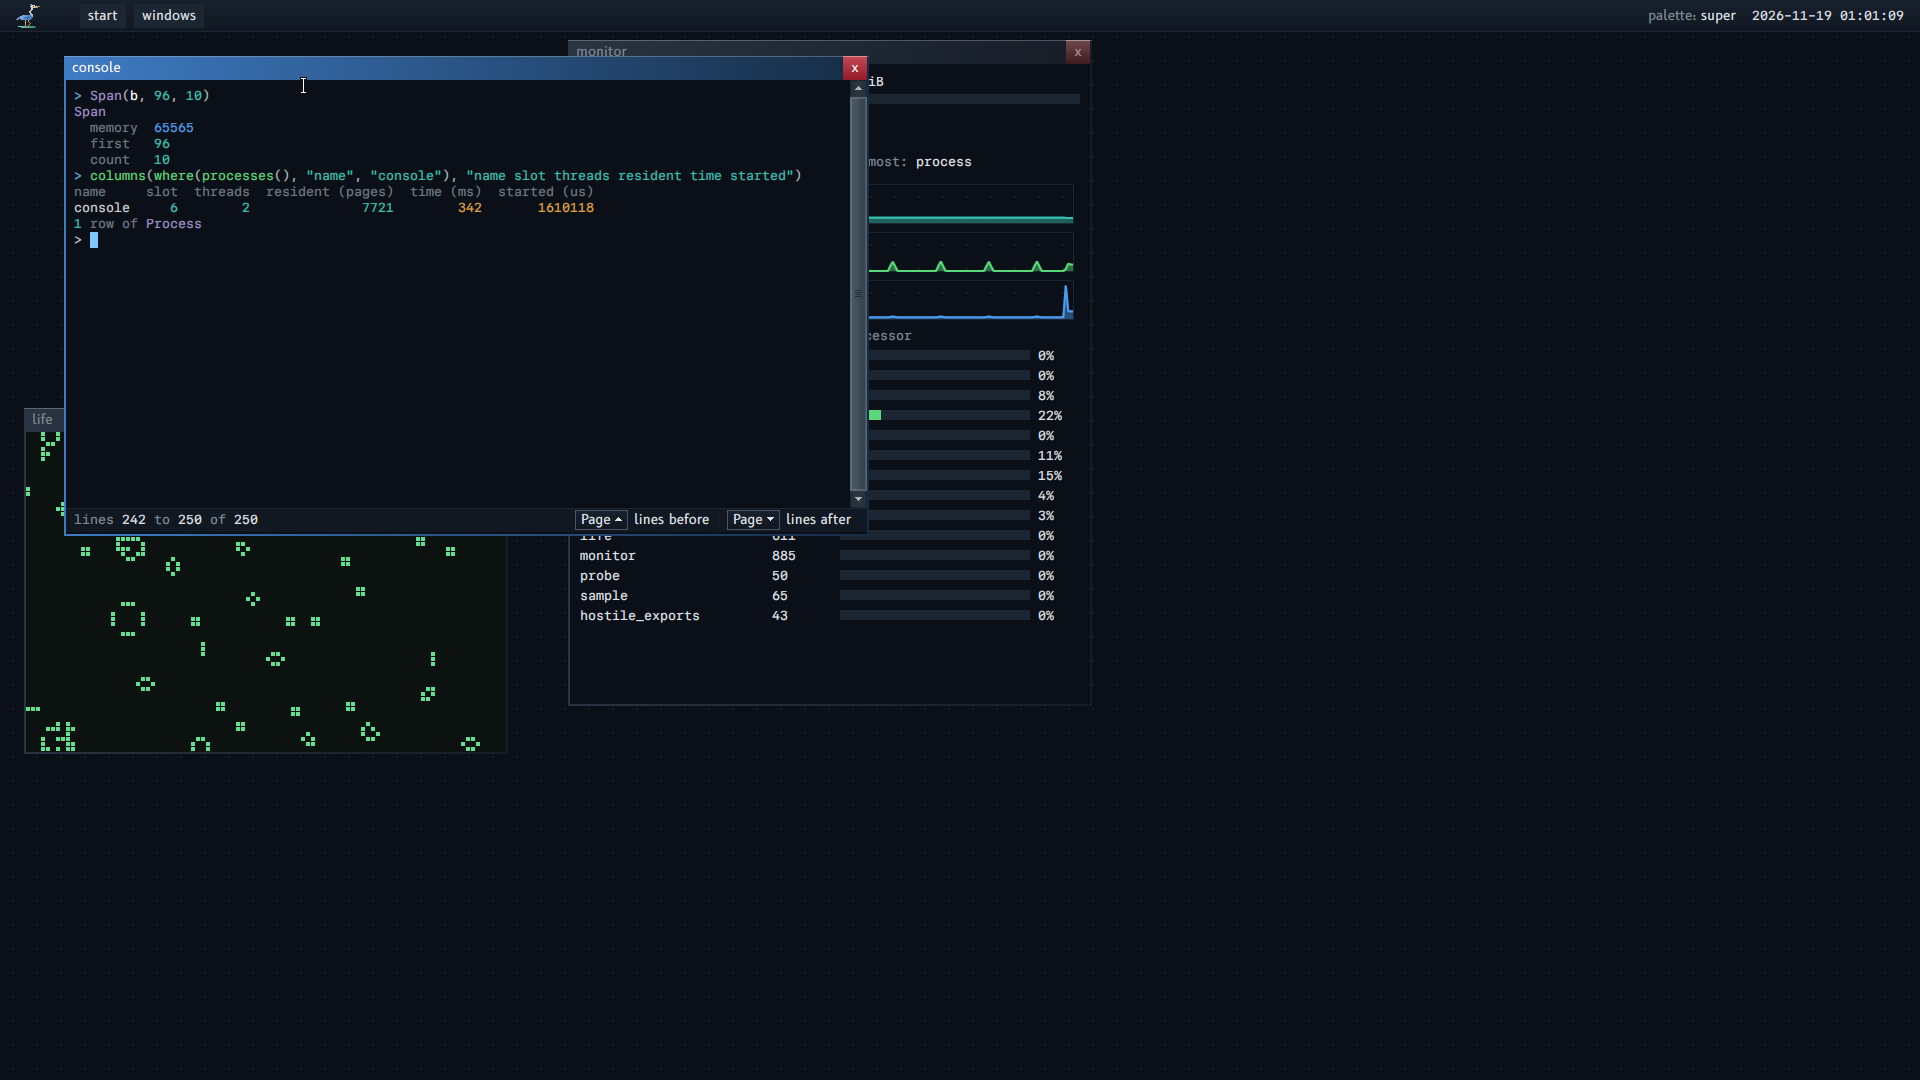 start windows palette: super 2026-11-19 01:01:09
monitor x
console x
iB
> Span(b, 96, 10)
Span
memory 65565
first 96
count 10
most: process
> columns(where(processes(), "name", "console"), "name slot threads resident time started")
name slot threads resident (pages) time (ms) started (us)
console 6 2 7721 342 1610118
1 row of Process
>
cessor
0%
0%
8%
22%
0%
11%
15%
4%
3%
0%
life
lines 242 to 250 of 250 Page lines before Page lines after
monitor 885 0%
probe 50 0%
sample 65 0%
hostile_exports 43 0%